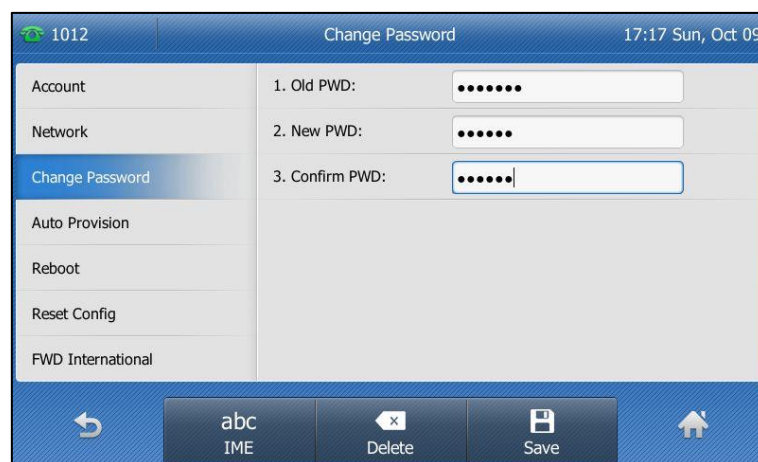 1012 Change Password 17:17 Sun, Oct 09
Account
Network
Change Password
Auto Provision
Reboot
Reset Config
FWD International
1. Old PWD: •••••••
2. New PWD: ••••••
3. Confirm PWD: ••••••
abc
IME
Delete
Save